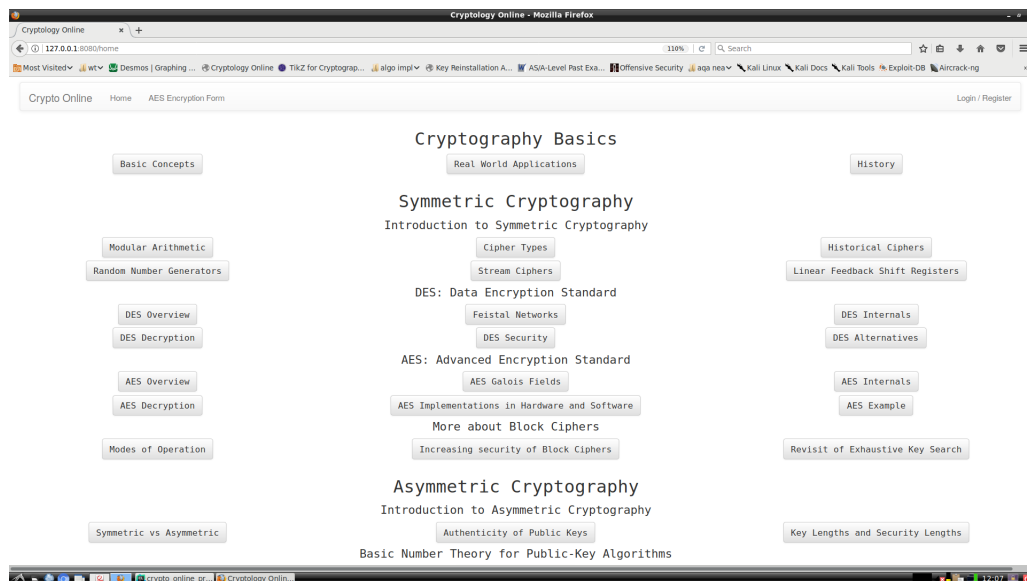 Cryptology Online - Mozilla Firefox
Cryptology Online × +
127.0.0.1:8080/home 110% Search
Most Visited wt Desmos | Graphing ... Cryptology Online TikZ for Cryptograp... algo impl Key Reinstallation A... AS/A-Level Past Exa... Offensive Security aqa nea Kali Linux Kali Docs Kali Tools Exploit-DB Aircrack-ng
Crypto Online Home AES Encryption Form Login / Register
Cryptography Basics
Basic Concepts Real World Applications History
Symmetric Cryptography
Introduction to Symmetric Cryptography
Modular Arithmetic Cipher Types Historical Ciphers
Random Number Generators Stream Ciphers Linear Feedback Shift Registers
DES: Data Encryption Standard
DES Overview Feistal Networks DES Internals
DES Decryption DES Security DES Alternatives
AES: Advanced Encryption Standard
AES Overview AES Galois Fields AES Internals
AES Decryption AES Implementations in Hardware and Software AES Example
More about Block Ciphers
Modes of Operation Increasing security of Block Ciphers Revisit of Exhaustive Key Search
Asymmetric Cryptography
Introduction to Asymmetric Cryptography
Symmetric vs Asymmetric Authenticity of Public Keys Key Lengths and Security Lengths
Basic Number Theory for Public-Key Algorithms
crypto_online_pr... Cryptology Onlin... 12:07